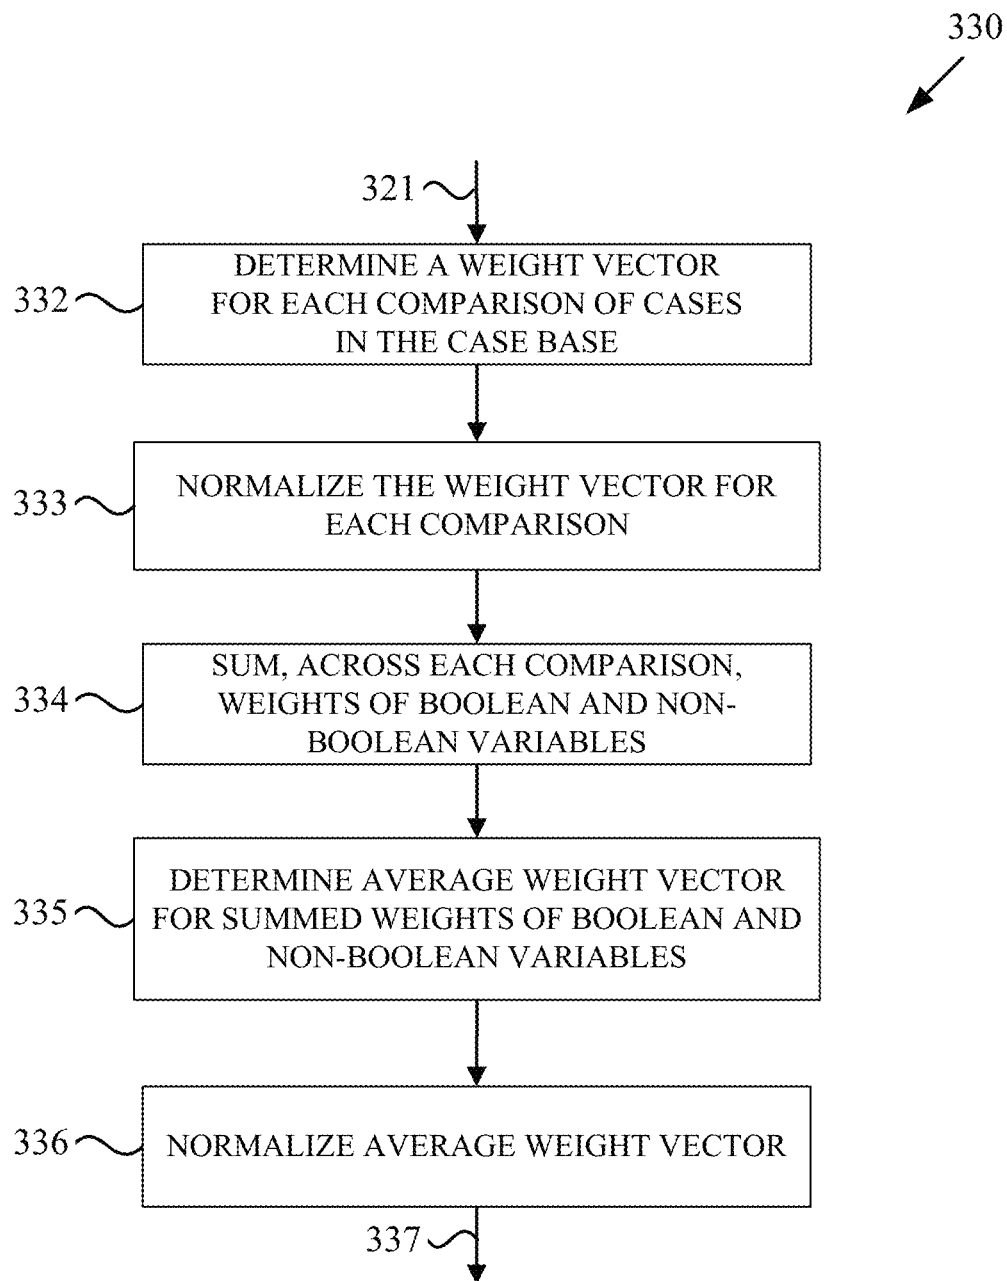 330
321
332
DETERMINE A WEIGHT VECTOR
FOR EACH COMPARISON OF CASES
IN THE CASE BASE
333
NORMALIZE THE WEIGHT VECTOR FOR
EACH COMPARISON
334
SUM, ACROSS EACH COMPARISON,
WEIGHTS OF BOOLEAN AND NON-
BOOLEAN VARIABLES
335
DETERMINE AVERAGE WEIGHT VECTOR
FOR SUMMED WEIGHTS OF BOOLEAN AND
NON-BOOLEAN VARIABLES
336
NORMALIZE AVERAGE WEIGHT VECTOR
337